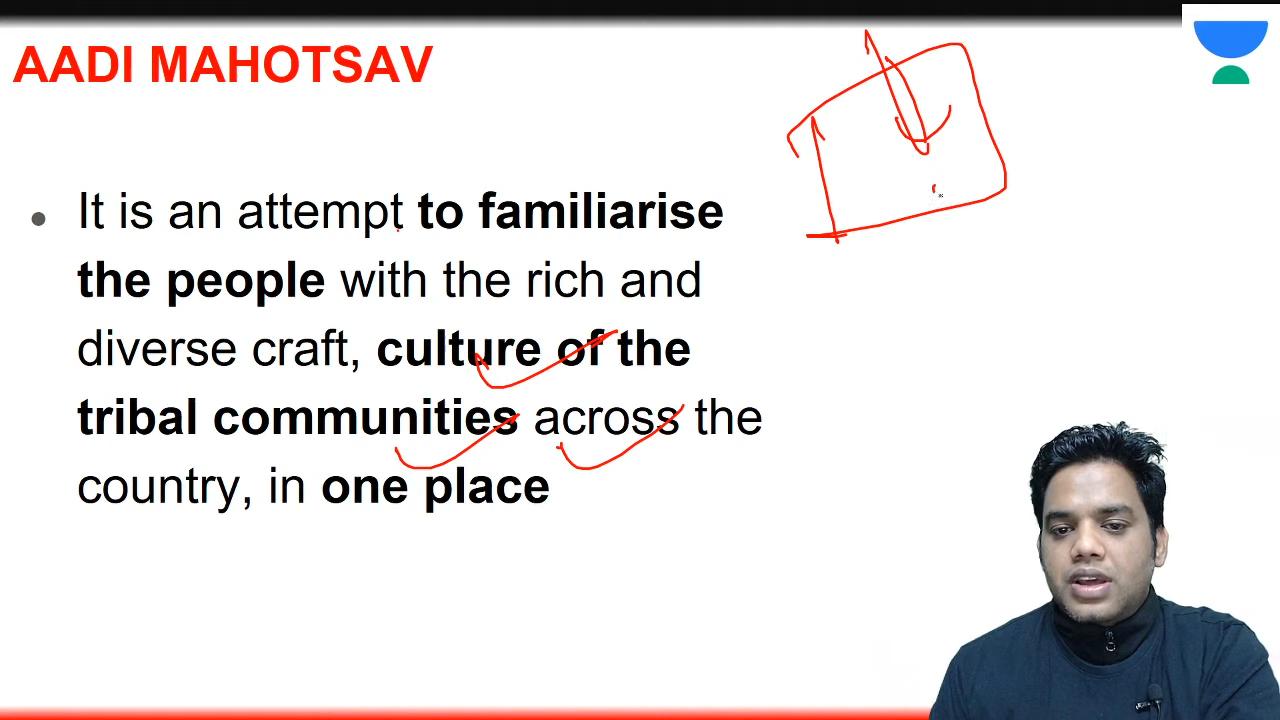 AADI MAHOTSAV
It is an attempt to familiarise
the people with the rich and
diverse craft, culture of the
tribal communities across the
country, in one place